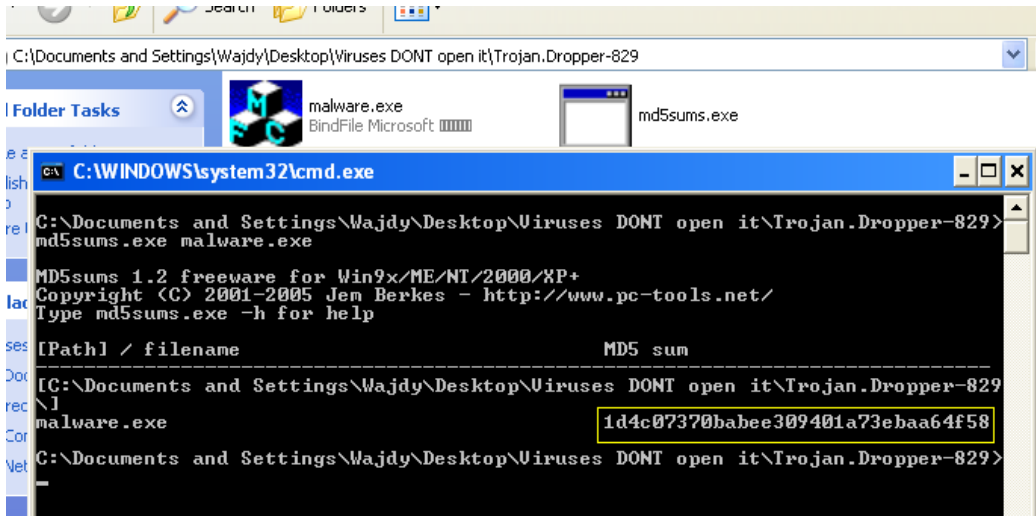 Search Folders
C:\Documents and Settings\Wajdy\Desktop\Viruses DONT open it\Trojan.Dropper-829
Folder Tasks
malware.exe
BindFile Microsoft
md5sums.exe
MFC
C:\WINDOWS\system32\cmd.exe
C:\Documents and Settings\Wajdy\Desktop\Viruses DONT open it\Trojan.Dropper-829>
md5sums.exe malware.exe
MD5sums 1.2 freeware for Win9x/ME/NT/2000/XP+
Copyright (C) 2001-2005 Jem Berkes - http://www.pc-tools.net/
Type md5sums.exe -h for help
[Path] / filename MD5 sum
[C:\Documents and Settings\Wajdy\Desktop\Viruses DONT open it\Trojan.Dropper-829
\]
malware.exe 1d4c07370babee309401a73ebaa64f58
C:\Documents and Settings\Wajdy\Desktop\Viruses DONT open it\Trojan.Dropper-829>